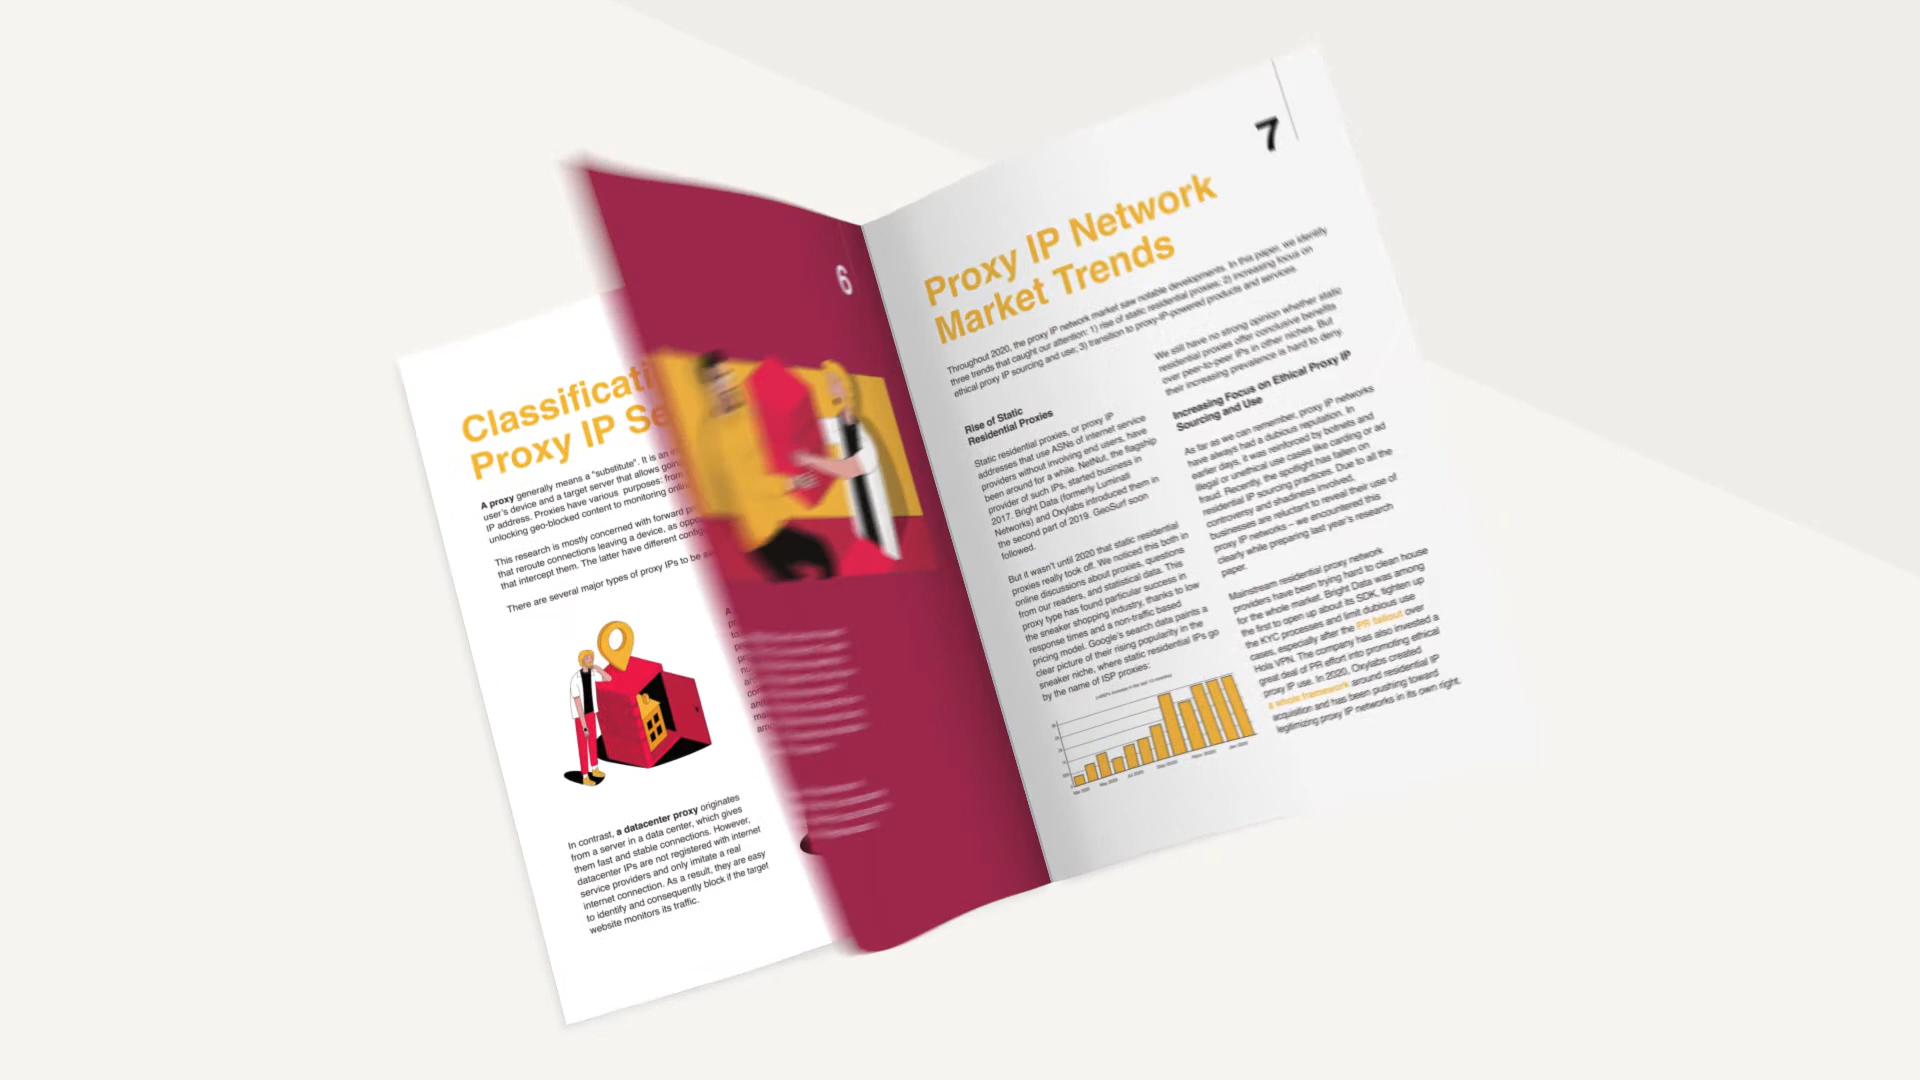 Classificati
Proxy IP Se
A proxy generally means a "substitute". It is an
user's device and a target server that allows goin
IP address. Proxies have various purposes: from
unlocking geo-blocked content to monitoring onlin
This research is mostly concerned with forward pr
that reroute connections leaving a device, as oppo
that intercept them. The latter have different config
There are several major types of proxy IPs to be
In contrast, a datacenter proxy originates
from a server in a data center, which gives
them fast and stable connections. However,
datacenter IPs are not registered with internet
service providers and only imitate a real
internet connection. As a result, they are easy
to identify and consequently block if the target
website monitors its traffic.
6
7
Proxy IP Network
Market Trends
Throughout 2020, the proxy IP network market saw notable developments. In this paper, we identify
three trends that caught our attention: 1) rise of static residential proxies; 2) increasing focus on
ethical proxy IP sourcing and use; 3) transition to proxy-IP-powered products and services.
Rise of Static
Residential Proxies
Static residential proxies, or proxy IP
addresses that use ASNs of internet service
providers without involving end users, have
been around for a while. NetNut, the flagship
provider of such IPs, started business in
2017. Bright Data (formerly Luminati
Networks) and Oxylabs introduced them in
the second part of 2019. GeoSurf soon
followed.
But it wasn't until 2020 that static residential
proxies really took off. We noticed this both in
online discussions about proxies, questions
from our readers, and statistical data. This
proxy type has found particular success in
the sneaker shopping industry, thanks to low
response times and a non-traffic based
pricing model. Google's search data paints a
clear picture of their rising popularity in the
sneaker niche, where static residential IPs go
by the name of ISP proxies:
We still have no strong opinion whether static
residential proxies offer conclusive benefits
over peer-to-peer IPs in other niches. But
their increasing prevalence is hard to deny.
Increasing Focus on Ethical Proxy IP
Sourcing and Use
As far as we can remember, proxy IP networks
have always had a dubious reputation. In
earlier days, it was reinforced by botnets and
illegal or unethical use cases like carding or ad
fraud. Recently, the spotlight has fallen on
residential IP sourcing practices. Due to all the
controversy and shadiness involved,
businesses are reluctant to reveal their use of
proxy IP networks – we encountered this
clearly while preparing last year's research
paper.
Mainstream residential proxy network
providers have been trying hard to clean house
for the whole market. Bright Data was among
the first to open up about its SDK, tighten up
the KYC processes and limit dubious use
cases, especially after the PR fallout over
Hola VPN. The company has also invested a
great deal of PR effort into promoting ethical
proxy IP use. In 2020, Oxylabs created
a whole framework around residential IP
acquisition and has been pushing toward
legitimizing proxy IP networks in its own right.